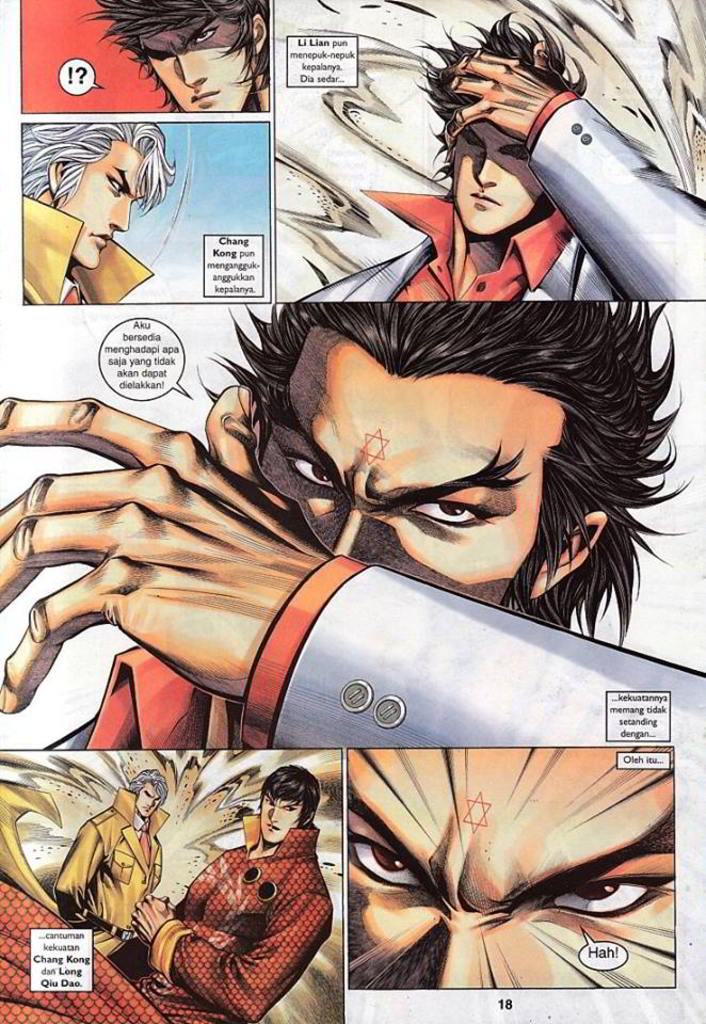 !?
Li Lian pun
menepuk-nepuk
kepalanya.
Dia sedar...
Chang
Kong pun
mengangguk-
anggukkan
kepalanya.
Aku
bersedia
menghadapi apa
saja yang tidak
akan dapat
dielakkan!
...kekuatannya
memang tidak
setanding
dengan...
...cantuman
kekuatan
Chang Kong
dan Long
Qiu Dao.
Oleh itu...
Hah!
18